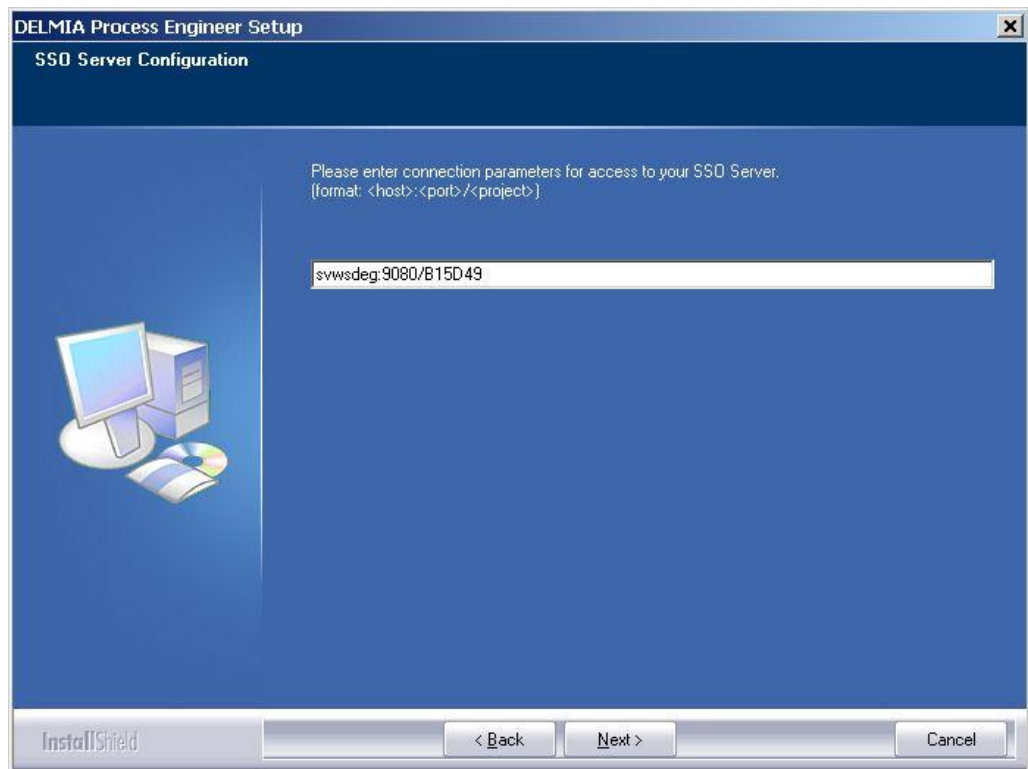 DELMIA Process Engineer Setup
SSO Server Configuration
Please enter connection parameters for access to your SSO Server.
(format: <host>:<port>/<project>)
svwsdeg:9080/B15D49
InstallShield
< Back
Next >
Cancel